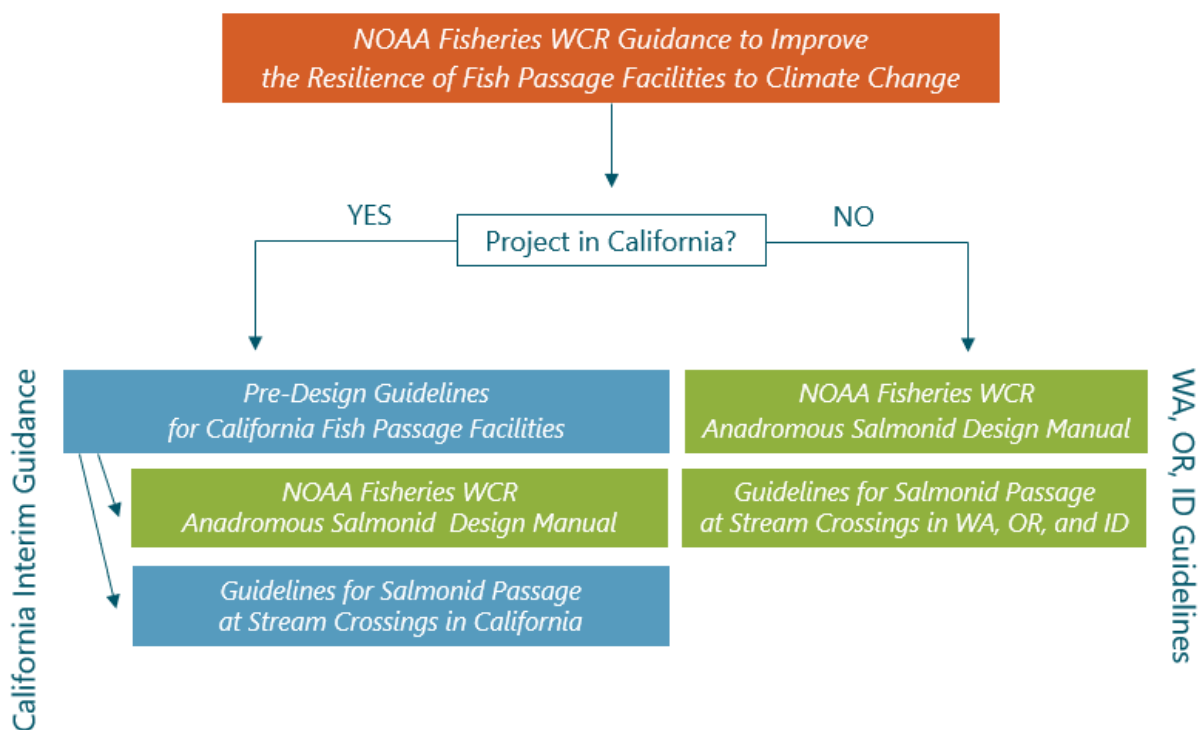 NOAA Fisheries WCR Guidance to Improve
the Resilience of Fish Passage Facilities to Climate Change
YES
NO
Project in California?
California Interim Guidance
Pre-Design Guidelines
for California Fish Passage Facilities
NOAA Fisheries WCR
Anadromous Salmonid Design Manual
Guidelines for Salmonid Passage
at Stream Crossings in California
NOAA Fisheries WCR
Anadromous Salmonid Design Manual
Guidelines for Salmonid Passage
at Stream Crossings in WA, OR, and ID
WA, OR, ID Guidelines